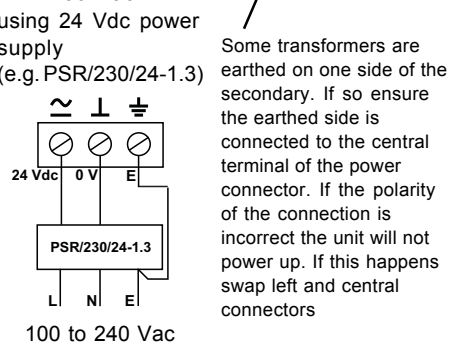 using 24 Vdc power
supply
(e.g. PSR/230/24-1.3)
24 Vdc 0 V E
PSR/230/24-1.3
L N E
100 to 240 Vac
Some transformers are
earthed on one side of the
secondary. If so ensure
the earthed side is
connected to the central
terminal of the power
connector. If the polarity
of the connection is
incorrect the unit will not
power up. If this happens
swap left and central
connectors